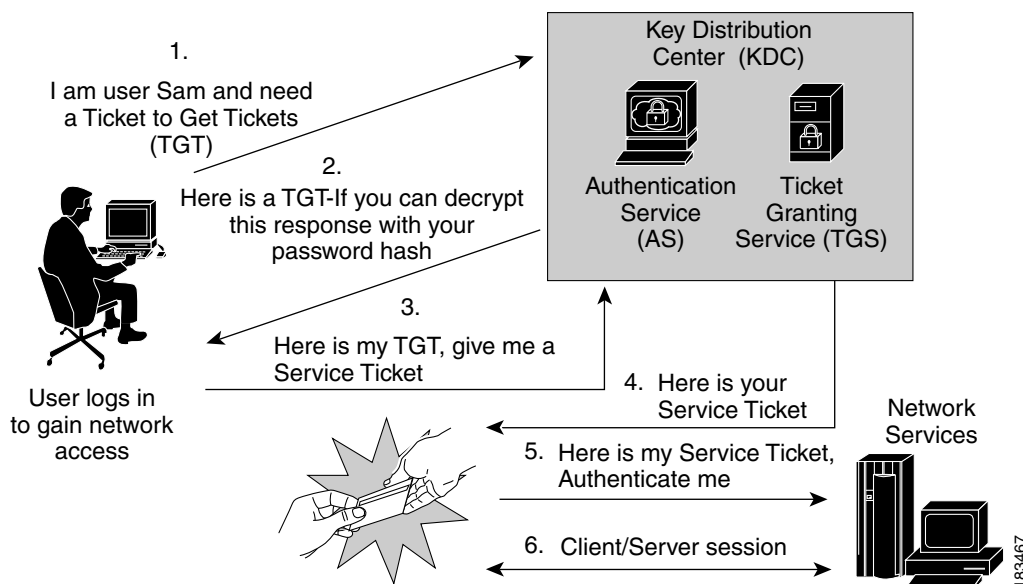 1.
I am user Sam and need
a Ticket to Get Tickets
(TGT)
Key Distribution
Center (KDC)
Authentication
Service
(AS)
Ticket
Granting
Service (TGS)
2.
Here is a TGT-If you can decrypt
this response with your
password hash
3.
Here is my TGT, give me a
Service Ticket
User logs in
to gain network
access
4. Here is your
Service Ticket
Network
Services
5. Here is my Service Ticket,
Authenticate me
6. Client/Server session
183467